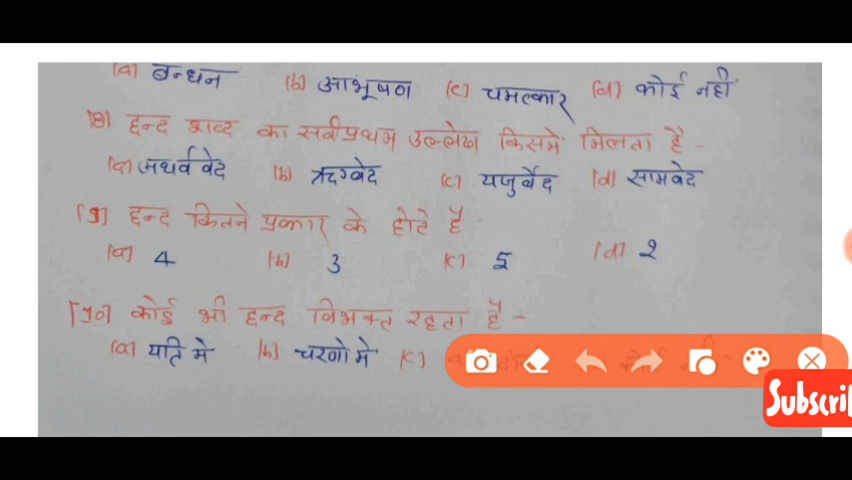 (a) बन्धन (b) आभूषण (c) चमत्कार (d) कोई नही
(8) छन्द शब्द का सर्वप्रथम उल्लेख किसमें मिलता है -
(a) अथर्व वेद (b) ऋग्वेद (c) यजुर्वेद (d) सामवेद
(9) छन्द कितने प्रकार के होते है
(a) 4 (b) 3 (c) 5 (d) 2
(10) कोई भी छन्द विभक्त रहता है -
(a) यति मे (b) चरणो मे (c)
Subscri